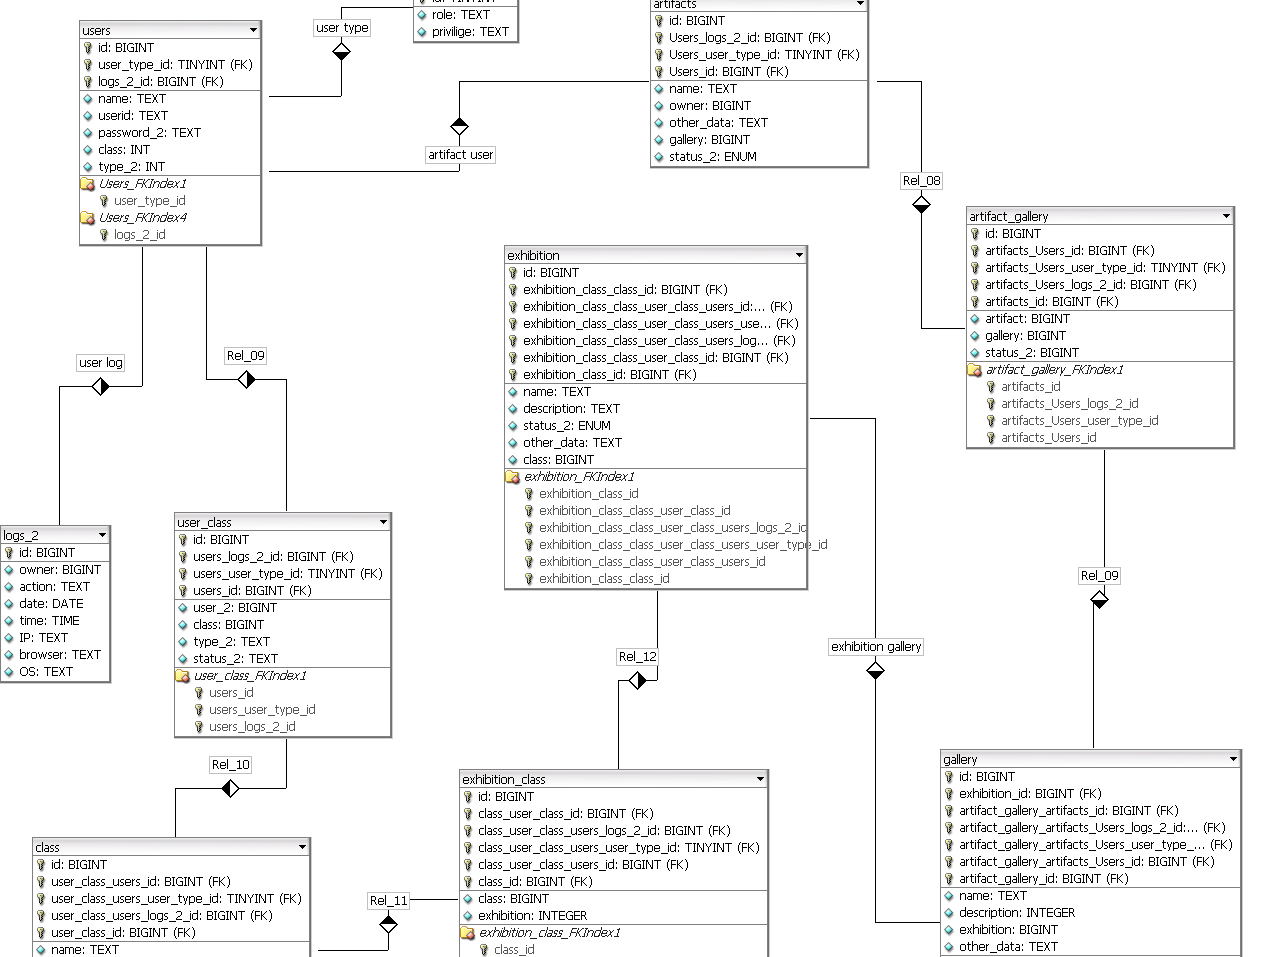 role: TEXT
privilige: TEXT
user type
users
id: BIGINT
user_type_id: TINYINT (FK)
logs_2_id: BIGINT (FK)
name: TEXT
userid: TEXT
password_2: TEXT
class: INT
type_2: INT
Users_FKIndex1
user_type_id
Users_FKIndex4
logs_2_id
artifact user
artifacts
id: BIGINT
Users_logs_2_id: BIGINT (FK)
Users_user_type_id: TINYINT (FK)
Users_id: BIGINT (FK)
name: TEXT
owner: BIGINT
other_data: TEXT
gallery: BIGINT
status_2: ENUM
Rel_08
artifact_gallery
id: BIGINT
artifacts_Users_id: BIGINT (FK)
artifacts_Users_user_type_id: TINYINT (FK)
artifacts_Users_logs_2_id: BIGINT (FK)
artifacts_id: BIGINT (FK)
artifact: BIGINT
gallery: BIGINT
status_2: BIGINT
artifact_gallery_FKIndex1
artifacts_id
artifacts_Users_logs_2_id
artifacts_Users_user_type_id
artifacts_Users_id
exhibition
id: BIGINT
exhibition_class_class_id: BIGINT (FK)
exhibition_class_class_user_class_users_id:... (FK)
exhibition_class_class_user_class_users_use... (FK)
exhibition_class_class_user_class_users_log... (FK)
exhibition_class_class_user_class_id: BIGINT (FK)
exhibition_class_id: BIGINT (FK)
name: TEXT
description: TEXT
status_2: ENUM
other_data: TEXT
class: BIGINT
exhibition_FKIndex1
exhibition_class_id
exhibition_class_class_user_class_id
exhibition_class_class_user_class_users_logs_2_id
exhibition_class_class_user_class_users_user_type_id
exhibition_class_class_user_class_users_id
exhibition_class_class_id
user log
Rel_09
logs_2
id: BIGINT
owner: BIGINT
action: TEXT
date: DATE
time: TIME
IP: TEXT
browser: TEXT
OS: TEXT
user_class
id: BIGINT
users_logs_2_id: BIGINT (FK)
users_user_type_id: TINYINT (FK)
users_id: BIGINT (FK)
user_2: BIGINT
class: BIGINT
type_2: TEXT
status_2: TEXT
user_class_FKIndex1
users_id
users_user_type_id
users_logs_2_id
Rel_09
exhibition gallery
Rel_12
Rel_10
class
id: BIGINT
user_class_users_id: BIGINT (FK)
user_class_users_user_type_id: TINYINT (FK)
user_class_users_logs_2_id: BIGINT (FK)
user_class_id: BIGINT (FK)
name: TEXT
Rel_11
exhibition_class
id: BIGINT
class_user_class_id: BIGINT (FK)
class_user_class_users_logs_2_id: BIGINT (FK)
class_user_class_users_user_type_id: TINYINT (FK)
class_user_class_users_id: BIGINT (FK)
class_id: BIGINT (FK)
class: BIGINT
exhibition: INTEGER
exhibition_class_FKIndex1
class_id
gallery
id: BIGINT
exhibition_id: BIGINT (FK)
artifact_gallery_artifacts_id: BIGINT (FK)
artifact_gallery_artifacts_Users_logs_2_id:... (FK)
artifact_gallery_artifacts_Users_user_type_... (FK)
artifact_gallery_artifacts_Users_id: BIGINT (FK)
artifact_gallery_id: BIGINT (FK)
name: TEXT
description: INTEGER
exhibition: BIGINT
other_data: TEXT